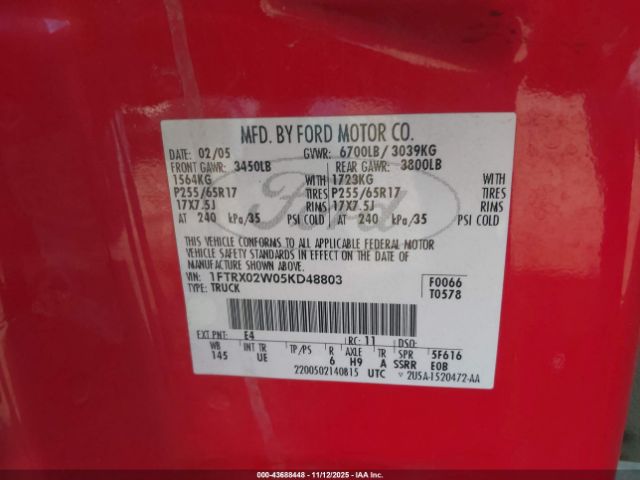 MFD. BY FORD MOTOR CO.
DATE: 02/05 GVWR: 6700LB/ 3039KG
FRONT GAWR: 3450LB REAR GAWR: 3800LB
1564KG WITH 1723KG WITH
P255/65R17 TIRES P255/65R17 TIRES
17X7.5J RIMS 17X7.5J RIMS
AT 240 kPa/35 PSI COLD AT 240 kPa/35 PSI COLD
THIS VEHICLE CONFORMS TO ALL APPLICABLE FEDERAL MOTOR
VEHICLE SAFETY STANDARDS IN EFFECT ON THE DATE OF
MANUFACTURE SHOWN ABOVE.
VIN: 1FTRX02W05KD48803 F0066
TYPE: TRUCK T0578
EXT PNT: E4 RC: 11 DSO:
WB INT TR TP/PS R AXLE TR SPR 5F616
145 UE 6 H9 A SSRR E0B
2200502140815 UTC 2U5A-1520472-AA
Ford
000-43688448 - 11/12/2025 - IAA Inc.